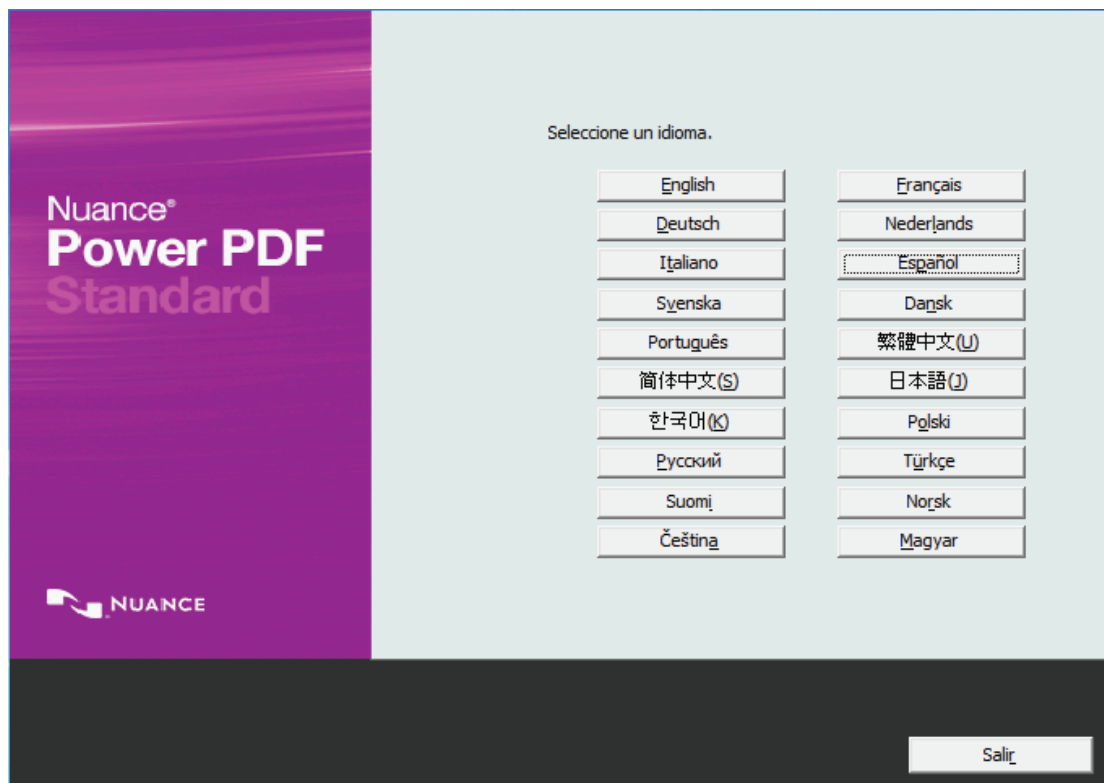 Nuance®
Power PDF
Standard
NUANCE
Seleccione un idioma.
English
Français
Deutsch
Nederlands
Italiano
Español
Svenska
Dansk
Português
繁體中文(U)
简体中文(S)
日本語(J)
한국어(K)
Polski
Русский
Türkçe
Suomi
Norsk
Čeština
Magyar
Salir